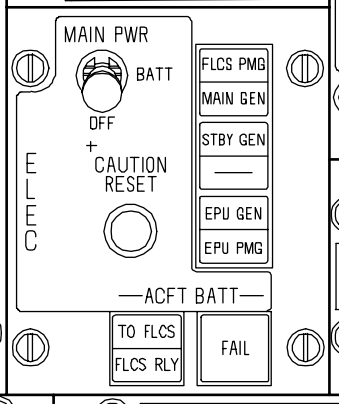 MAIN PWR
BATT
OFF
+
CAUTION
RESET
ELEC
FLCS PMG
MAIN GEN
STBY GEN
EPU GEN
EPU PMG
ACFT BATT
TO FLCS
FLCS RLY
FAIL